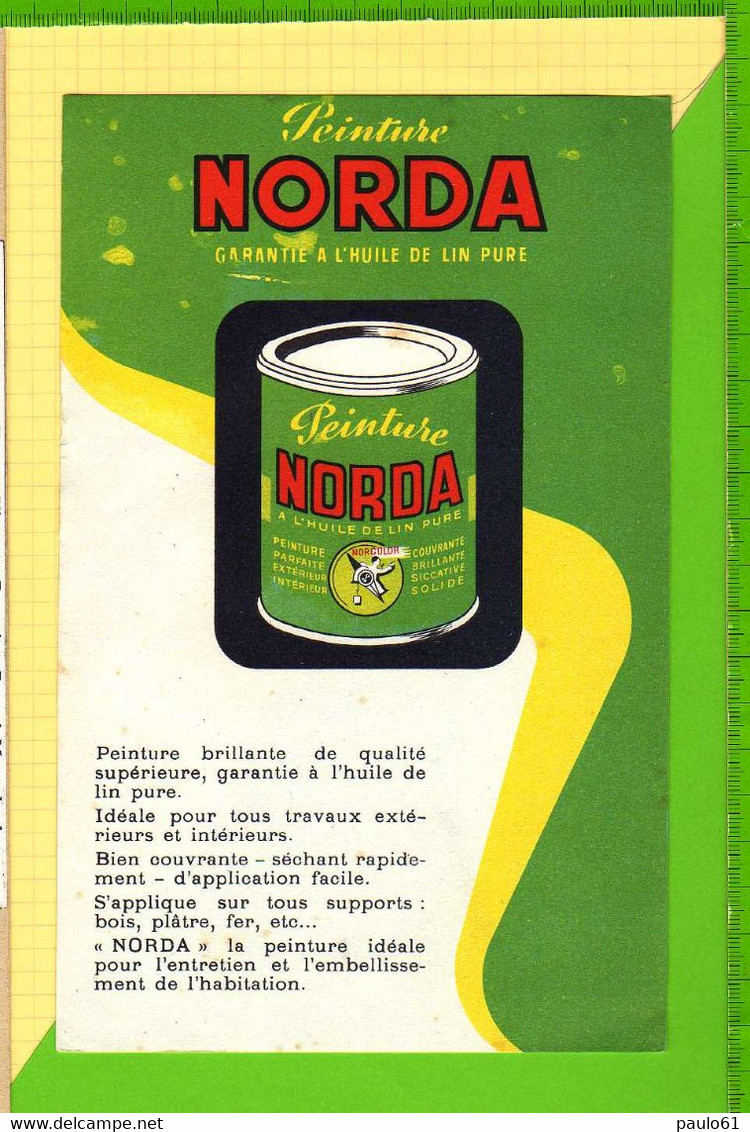 Peinture
NORDA
GARANTIE A L'HUILE DE LIN PURE
Peinture
NORDA
A L'HUILE DE LIN PURE
PEINTURE
PARFAITE
EXTÉRIEUR
INTÉRIEUR
NORCOLOR
COUVRANTE
BRILLANTE
SICCATIVE
SOLIDE
Peinture brillante de qualité
supérieure, garantie à l'huile de
lin pure.
Idéale pour tous travaux exté-
rieurs et intérieurs.
Bien couvrante – séchant rapide-
ment – d'application facile.
S'applique sur tous supports :
bois, plâtre, fer, etc...
« NORDA » la peinture idéale
pour l'entretien et l'embellisse-
ment de l'habitation.
www.delcampe.net
paulo61